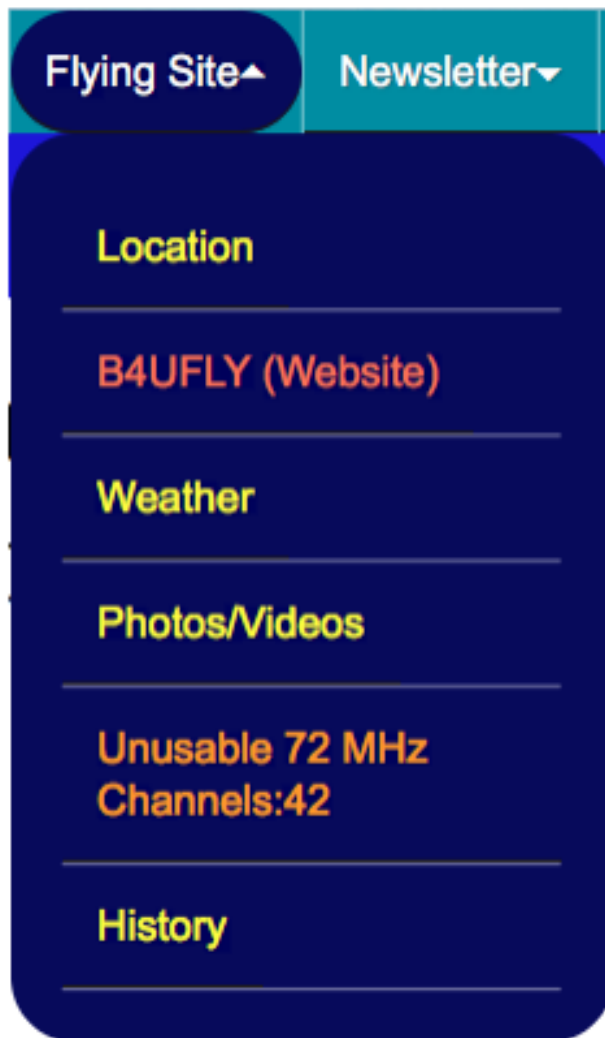 Flying Site Newsletter
Location
B4UFLY (Website)
Weather
Photos/Videos
Unusable 72 MHz
Channels:42
History